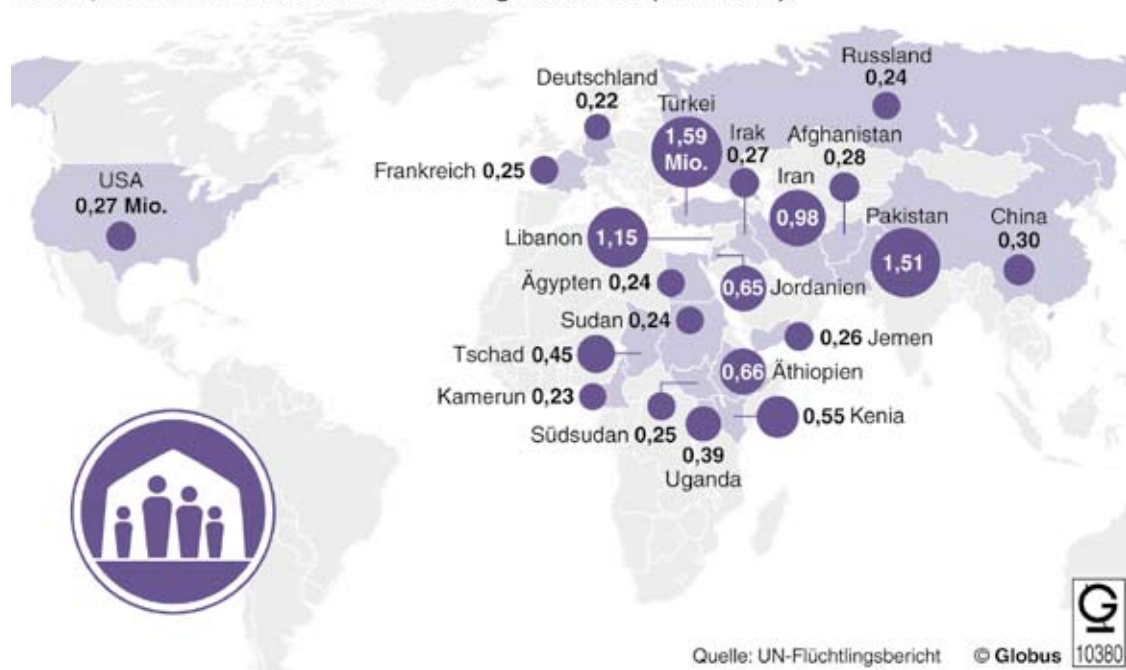 Russland
0,24
Deutschland
0,22
Türkei
1,59
Mio.
Irak
0,27
Afghanistan
0,28
Iran
0,98
Frankreich 0,25
USA
0,27 Mio.
Pakistan
1,51
China
0,30
Libanon 1,15
Ägypten 0,24
0,65 Jordanien
Sudan 0,24
0,26 Jemen
Tschad 0,45
0,66 Äthiopien
Kamerun 0,23
0,55 Kenia
Südsudan 0,25
0,39
Uganda
Quelle: UN-Flüchtlingsbericht © Globus
G
10380